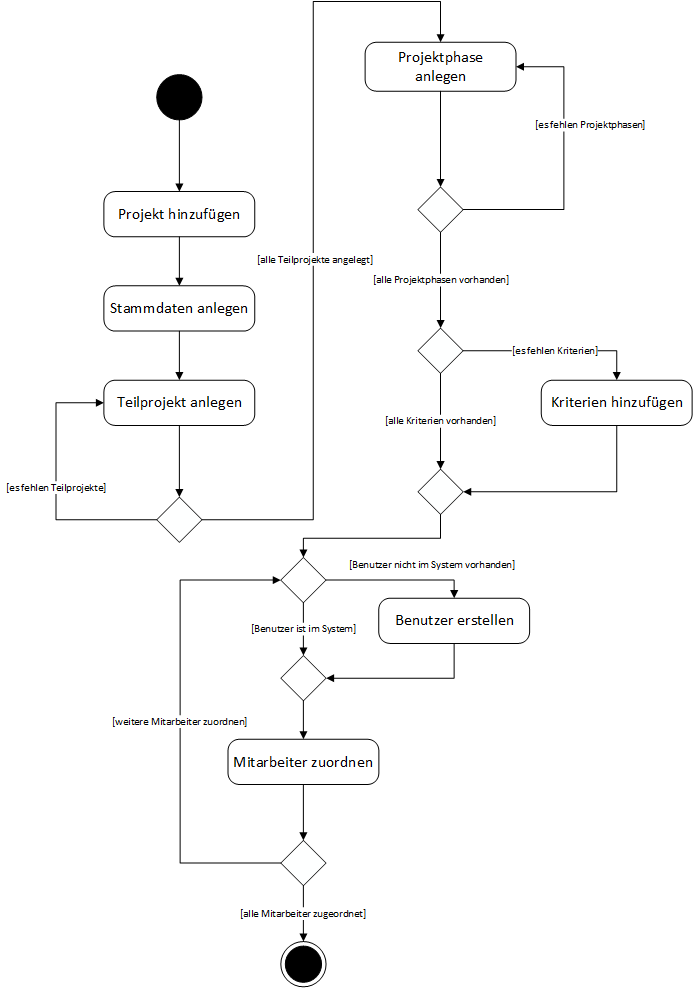 Projekt hinzufügen
Stammdaten anlegen
Teilprojekt anlegen
[es fehlen Teilprojekte]
[alle Teilprojekte angelegt]
Projektphase
anlegen
[es fehlen Projektphasen]
[alle Projektphasen vorhanden]
[es fehlen Kriterien]
Kriterien hinzufügen
[alle Kriterien vorhanden]
[Benutzer nicht im System vorhanden]
Benutzer erstellen
[Benutzer ist im System]
[weitere Mitarbeiter zuordnen]
Mitarbeiter zuordnen
[alle Mitarbeiter zugeordnet]